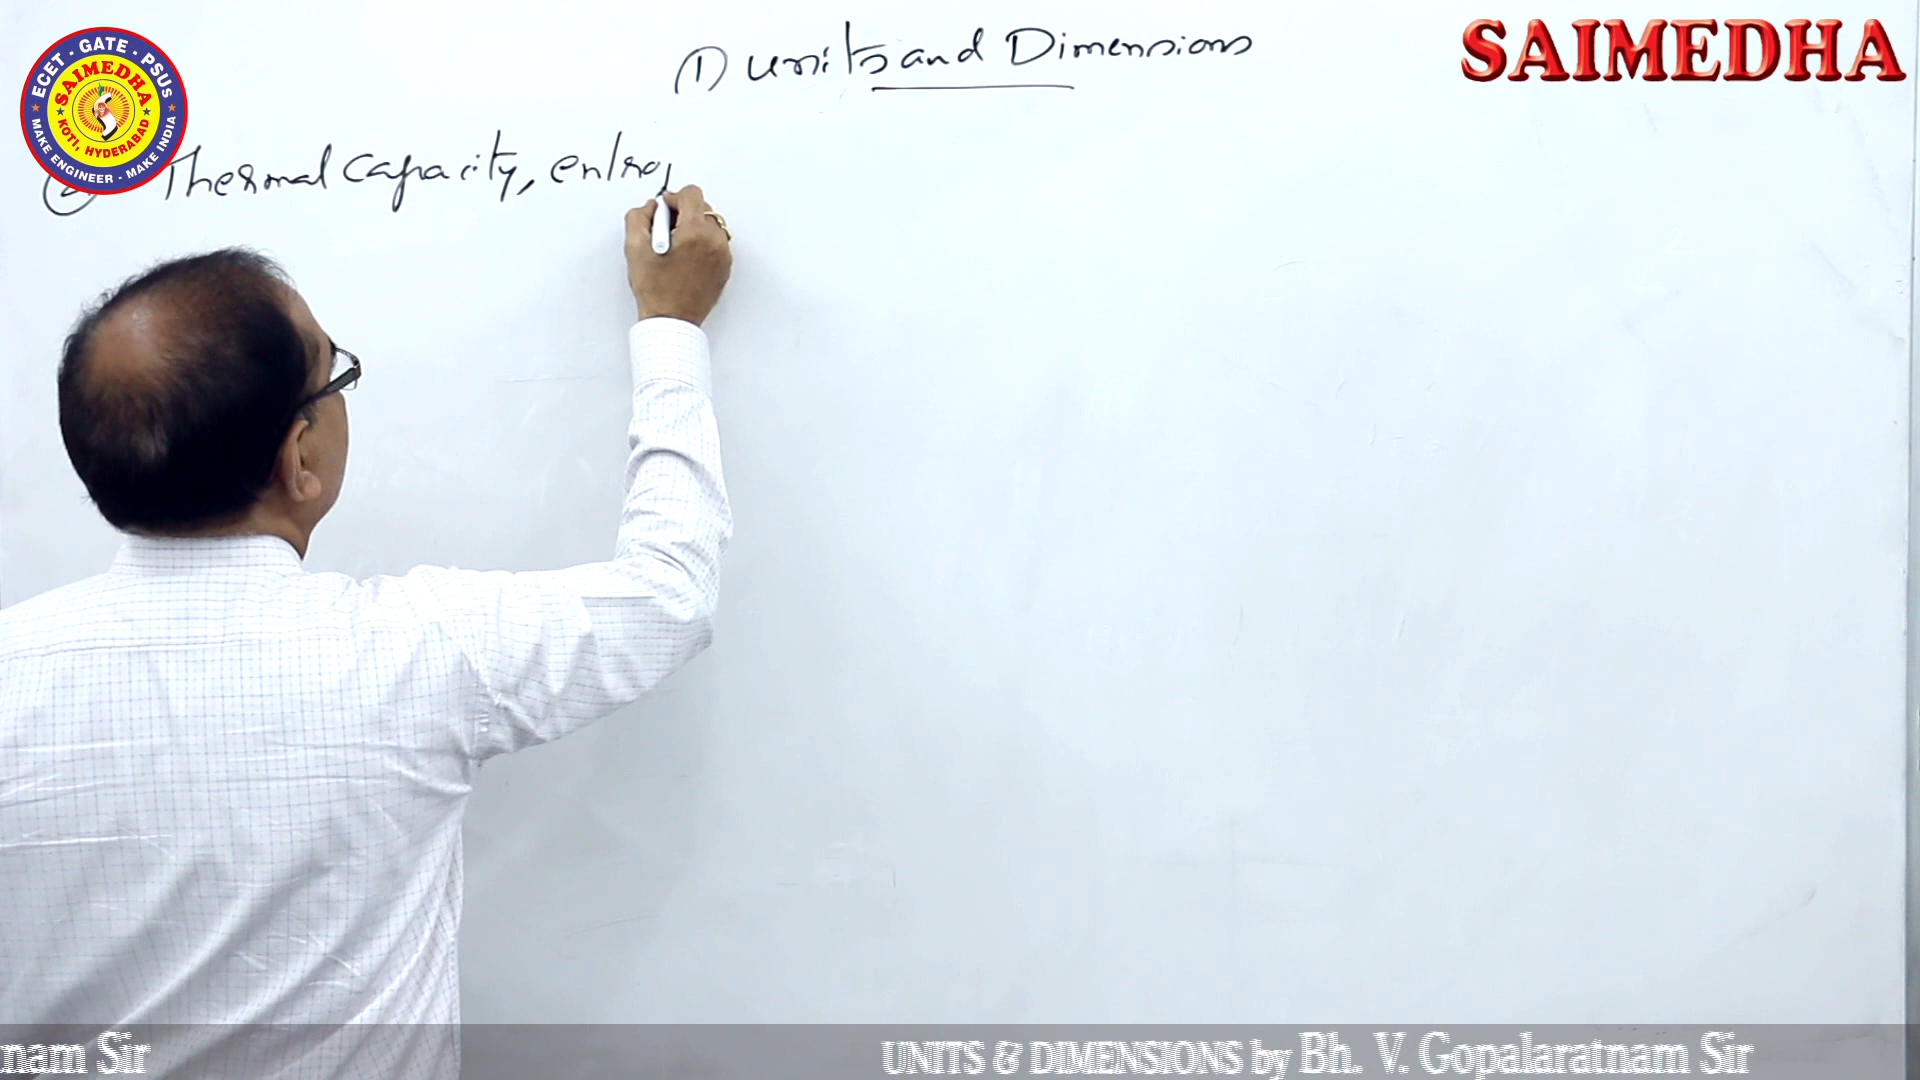 1) units and Dimensions
SAIMEDHA
ECET - GATE - PSUS
SAIMEDHA
KOTI, HYDERABAD
MAKE ENGINEER - MAKE INDIA
Thermal capacity, entro
nam Sir
UNITS & DIMENSIONS by Bh. V. Gopalaratnam Sir